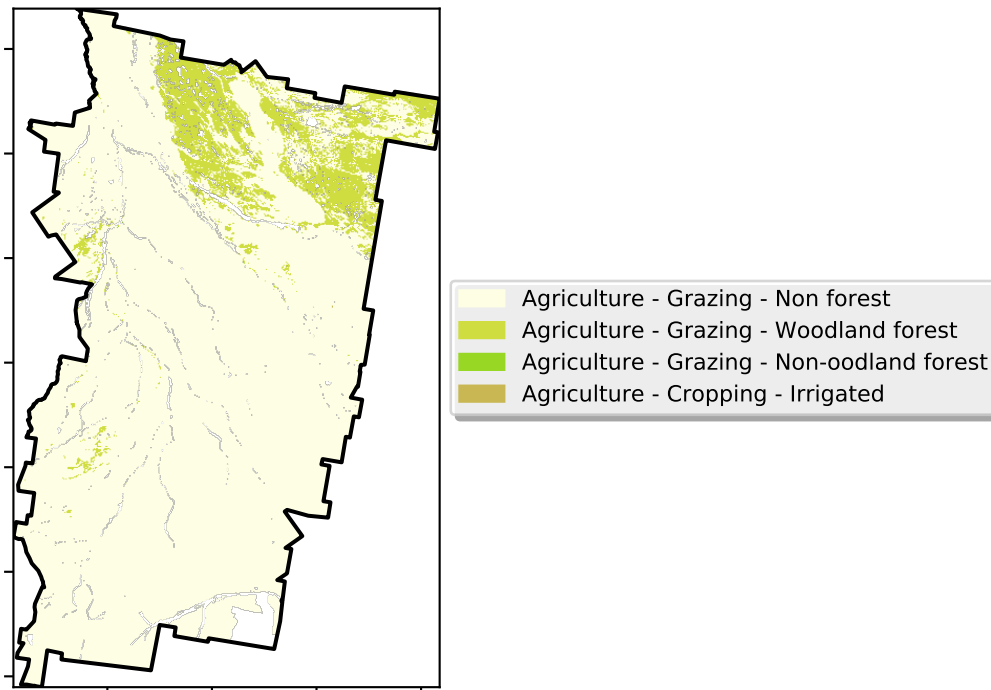 Agriculture - Grazing - Non forest
Agriculture - Grazing - Woodland forest
Agriculture - Grazing - Non-oodland forest
Agriculture - Cropping - Irrigated